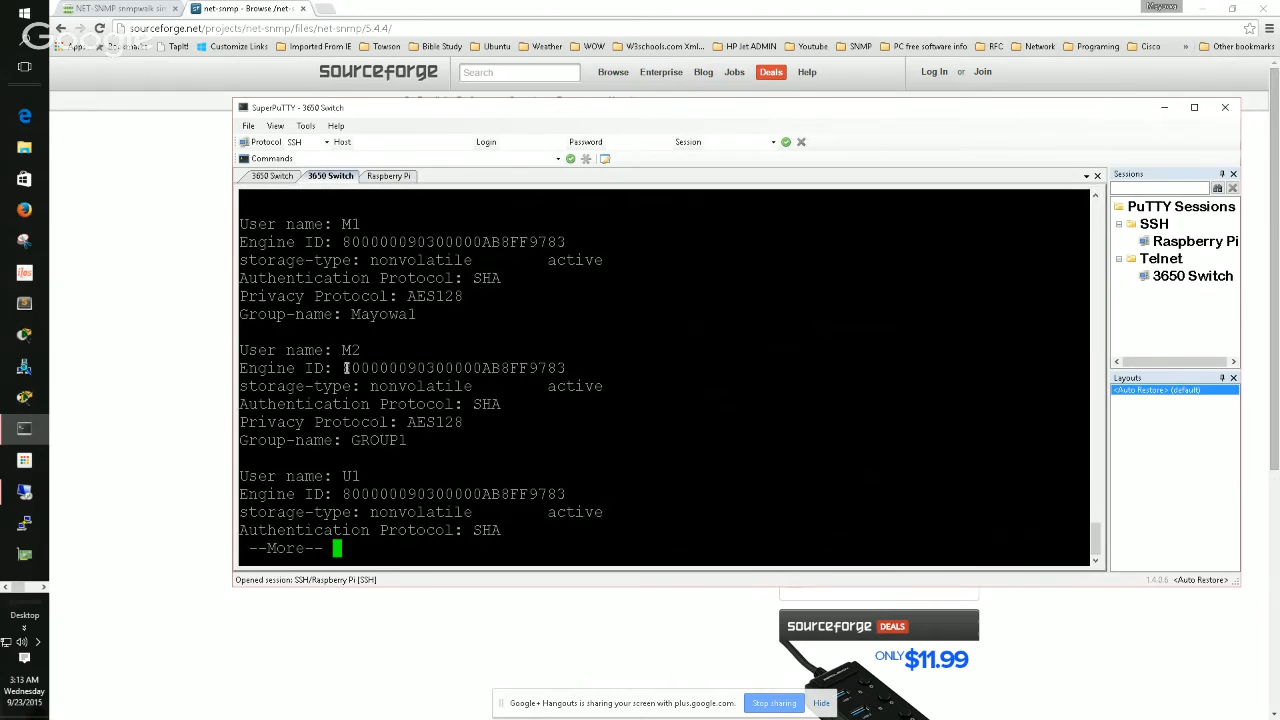 NET-SNMP snmpwalk sim
net-snmp - Browse /net-s
Mayowa
sourceforge.net/projects/net-snmp/files/net-snmp/5.4.4/
Google
TapIt!
Customize Links
Imported From IE
Towson
Bible Study
Ubuntu
Weather
WOW
W3schools.com Xml...
HP Jet ADMIN
Youtube
SNMP
PC free software info
RFC
Network
Programing
Cisco
»
Other bookmarks
sourceforge
Search
Browse Enterprise Blog Jobs Deals Help
Log In or Join
SuperPuTTY - 3650 Switch
File View Tools Help
Protocol SSH Host Login Password Session
Commands
3650 Switch 3650 Switch Raspberry Pi
User name: M1
Engine ID: 800000090300000AB8FF9783
storage-type: nonvolatile active
Authentication Protocol: SHA
Privacy Protocol: AES128
Group-name: Mayowa1
User name: M2
Engine ID: 800000090300000AB8FF9783
storage-type: nonvolatile active
Authentication Protocol: SHA
Privacy Protocol: AES128
Group-name: GROUP1
User name: U1
Engine ID: 800000090300000AB8FF9783
storage-type: nonvolatile active
Authentication Protocol: SHA
--More--
Sessions
PuTTY Sessions
SSH
Raspberry Pi
Telnet
3650 Switch
Layouts
<Auto Restore> (default)
Opened session: SSH/Raspberry Pi [SSH]
1.4.0.6 <Auto Restore>
sourceforge DEALS
ONLY $11.99
Google+ Hangouts is sharing your screen with plus.google.com.
Stop sharing
Hide
Desktop
3:13 AM
Wednesday
9/23/2015